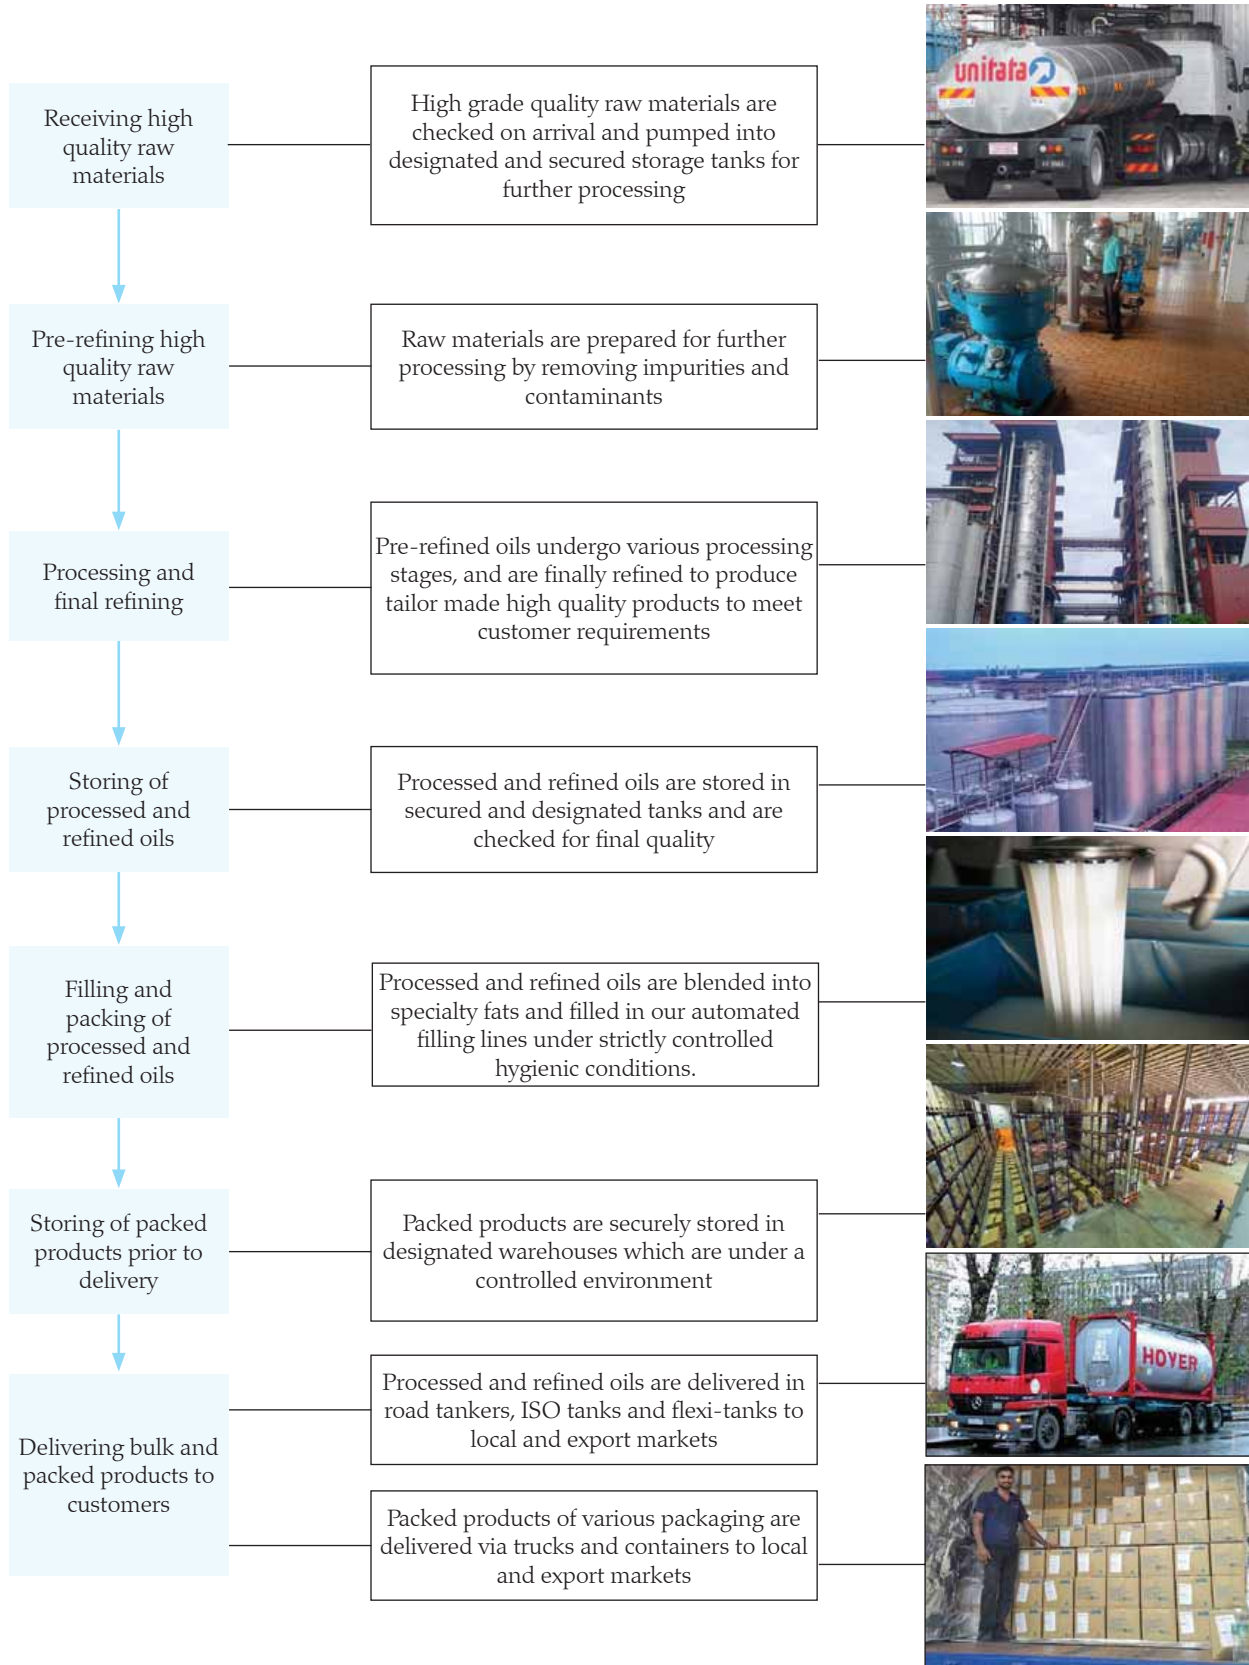 Receiving high
quality raw
materials
High grade quality raw materials are
checked on arrival and pumped into
designated and secured storage tanks for
further processing
unitata
Pre-refining high
quality raw
materials
Raw materials are prepared for further
processing by removing impurities and
contaminants
Processing and
final refining
Pre-refined oils undergo various processing
stages, and are finally refined to produce
tailor made high quality products to meet
customer requirements
Storing of
processed and
refined oils
Processed and refined oils are stored in
secured and designated tanks and are
checked for final quality
Filling and
packing of
processed and
refined oils
Processed and refined oils are blended into
specialty fats and filled in our automated
filling lines under strictly controlled
hygienic conditions.
Storing of packed
products prior to
delivery
Packed products are securely stored in
designated warehouses which are under a
controlled environment
Delivering bulk and
packed products to
customers
Processed and refined oils are delivered in
road tankers, ISO tanks and flexi-tanks to
local and export markets
HOYER
Packed products of various packaging are
delivered via trucks and containers to local
and export markets